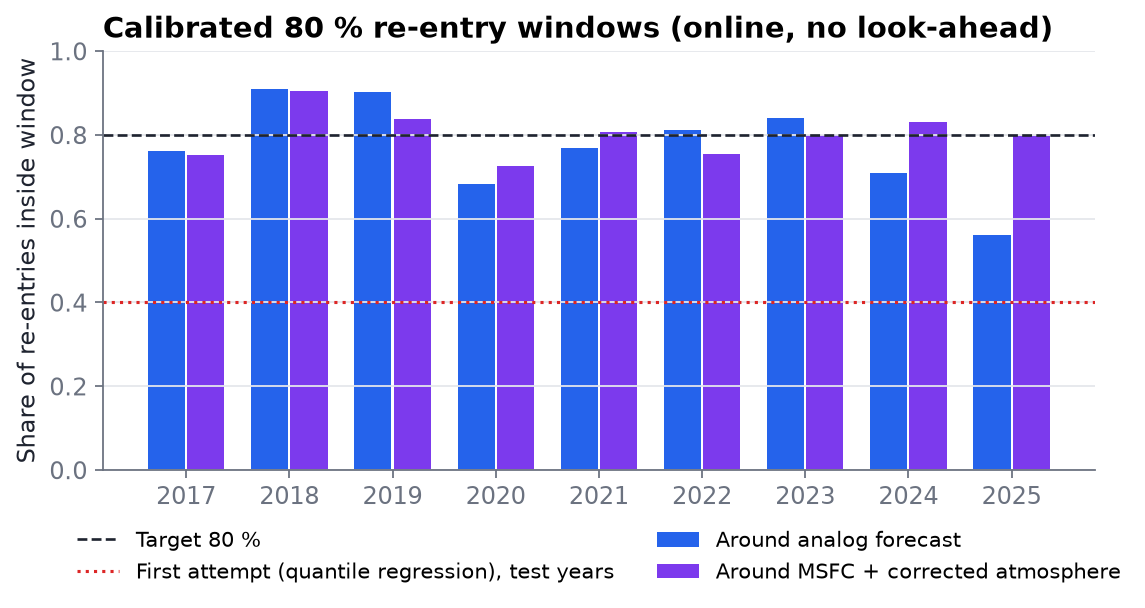 Calibrated 80 % re-entry windows (online, no look-ahead)
Share of re-entries inside window
1.0
0.8
0.6
0.4
0.2
0.0
2017 2018 2019 2020 2021 2022 2023 2024 2025
Target 80 %
First attempt (quantile regression), test years
Around analog forecast
Around MSFC + corrected atmosphere